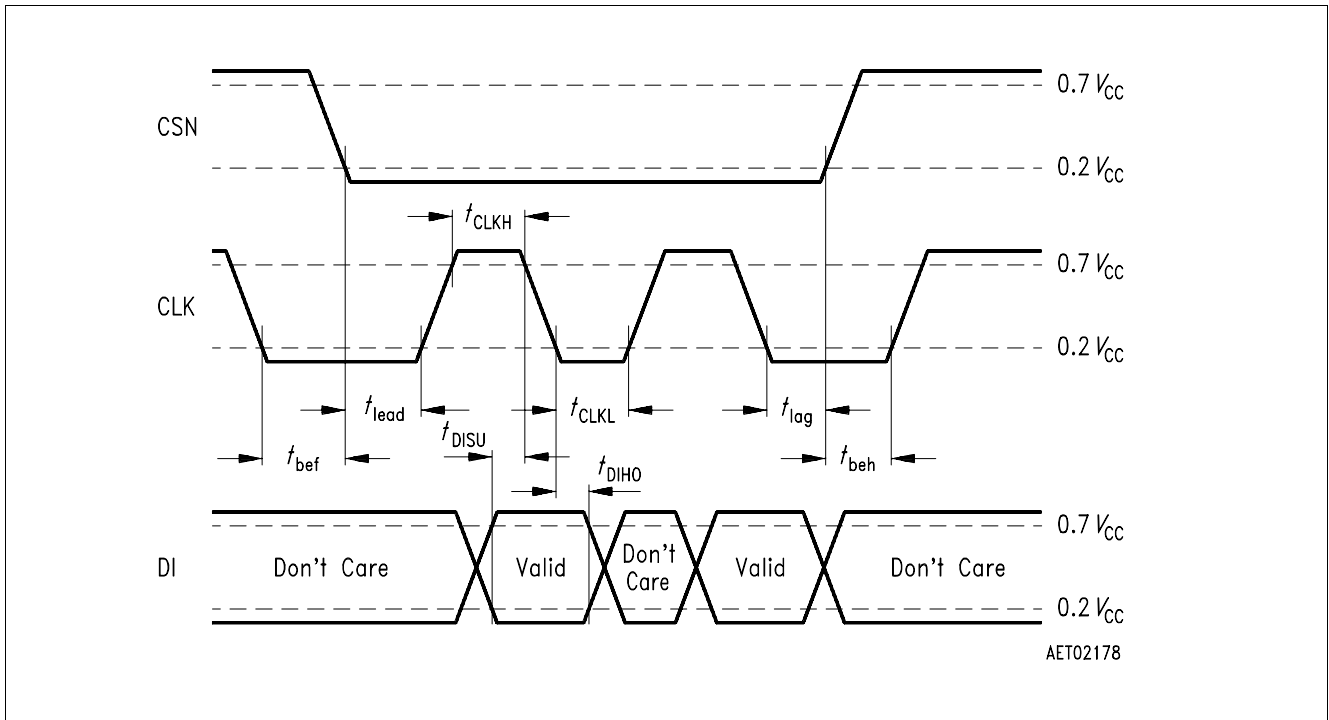 CSN
0.7 VCC
0.2 VCC
tCLKH
CLK
0.7 VCC
0.2 VCC
tlead
tCLKL
tlag
tDISU
tbef
tbeh
tDIHO
DI
0.7 VCC
Don't Care
Valid
Don't
Care
Valid
Don't Care
0.2 VCC
AET02178